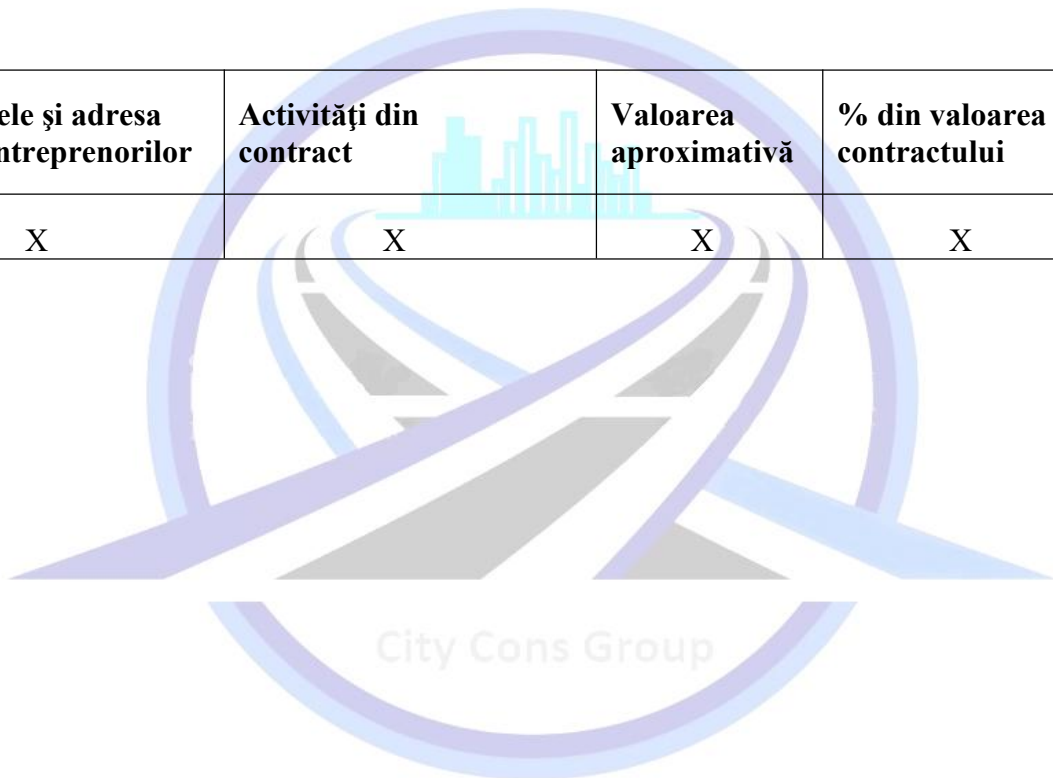 ele şi adresa Activităţi din Valoarea % din valoarea
ntreprenorilor contract aproximativă contractului
X X X X
City Cons Group